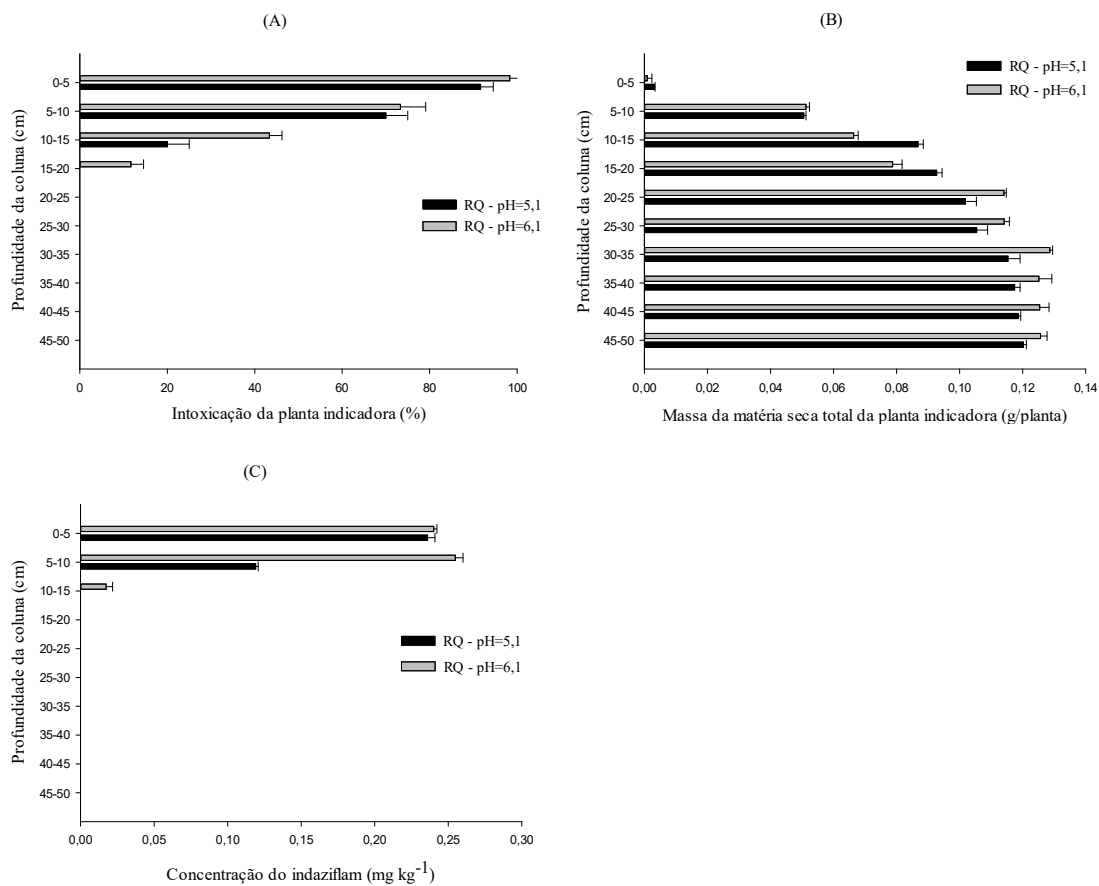 (A)
Profundidade da coluna (cm)
0-5
5-10
10-15
15-20
20-25
25-30
30-35
35-40
40-45
45-50
RQ - pH=5,1
RQ - pH=6,1
0 20 40 60 80 100
Intoxicação da planta indicadora (%)
(B)
Profundidade da coluna (cm)
0-5
5-10
10-15
15-20
20-25
25-30
30-35
35-40
40-45
45-50
RQ - pH=5,1
RQ - pH=6,1
0,00 0,02 0,04 0,06 0,08 0,10 0,12 0,14
Massa da matéria seca total da planta indicadora (g/planta)
(C)
Profundidade da coluna (cm)
0-5
5-10
10-15
15-20
20-25
25-30
30-35
35-40
40-45
45-50
RQ - pH=5,1
RQ - pH=6,1
0,00 0,05 0,10 0,15 0,20 0,25 0,30
Concentração do indaziflam (mg kg⁻¹)